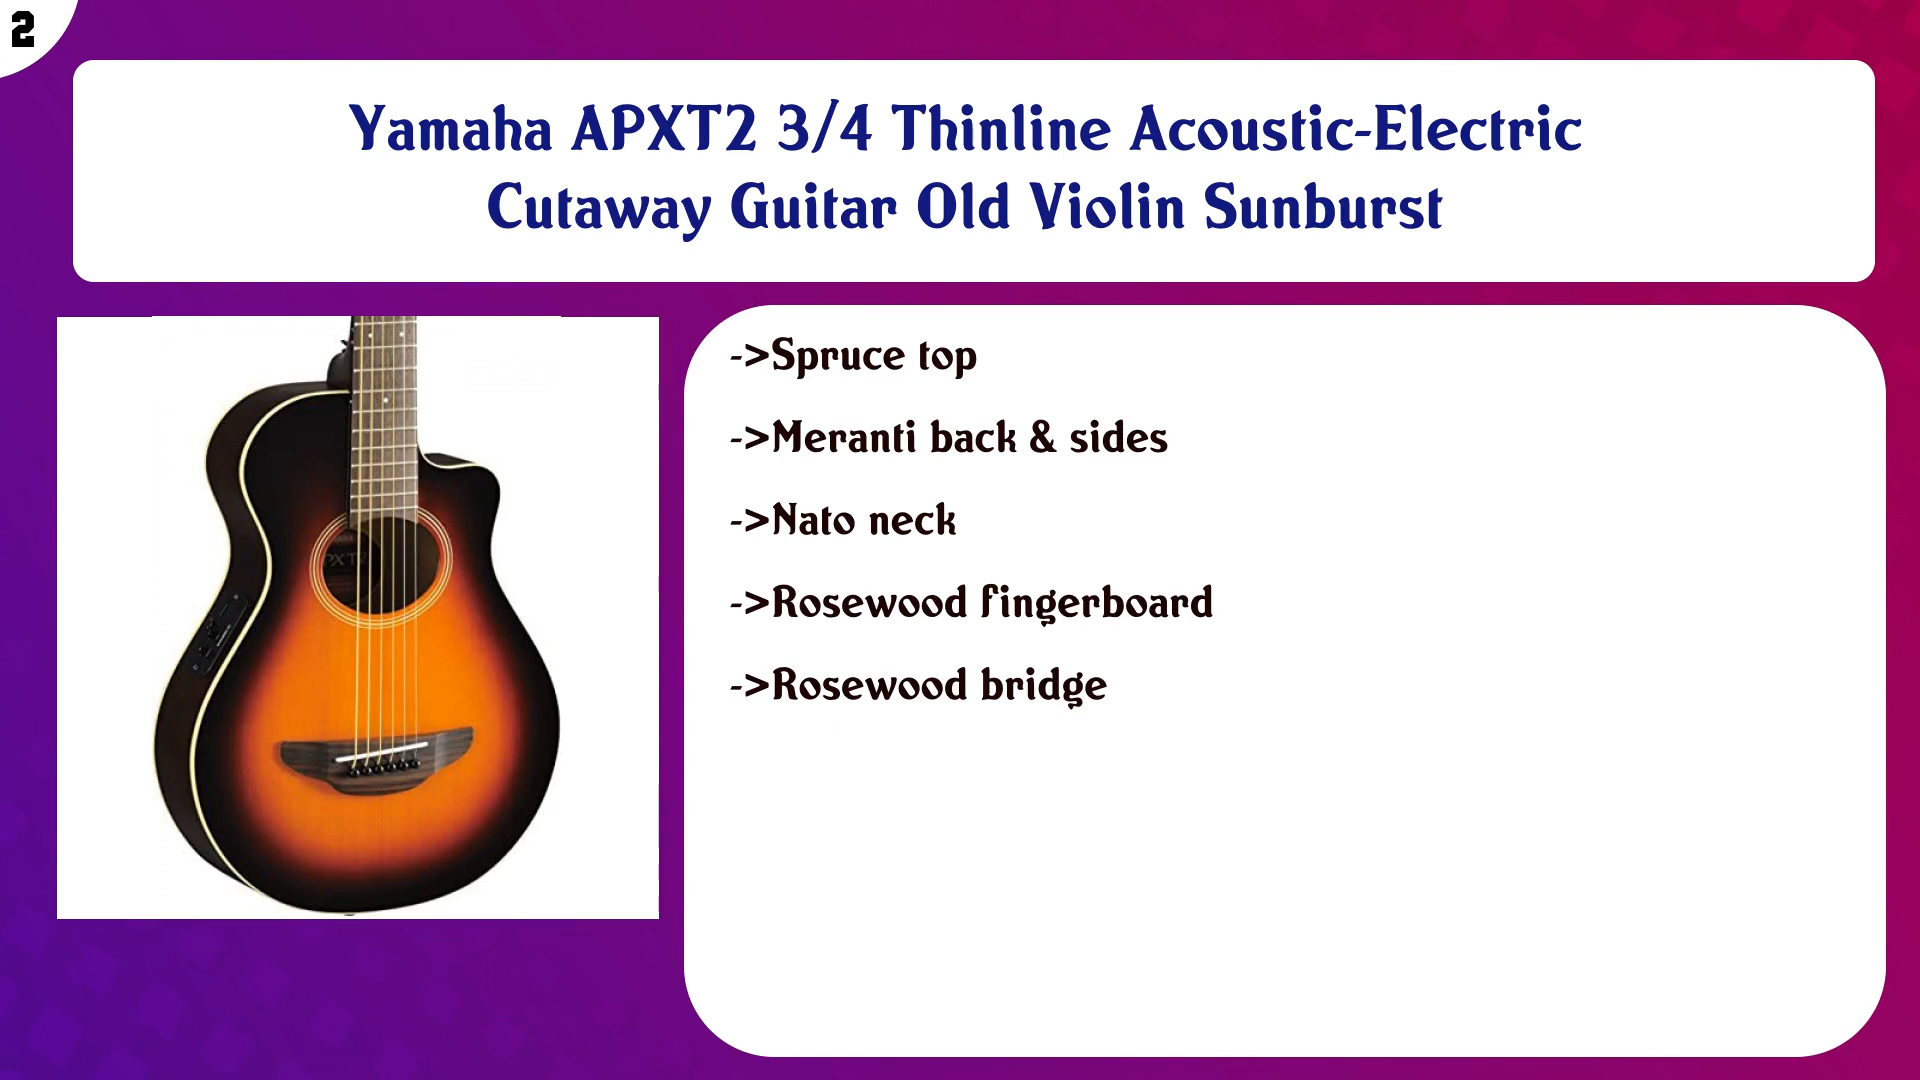 2
Yamaha APXT2 3/4 Thinline Acoustic-Electric
Cutaway Guitar Old Violin Sunburst
->Spruce top
->Meranti back & sides
->Nato neck
->Rosewood fingerboard
->Rosewood bridge